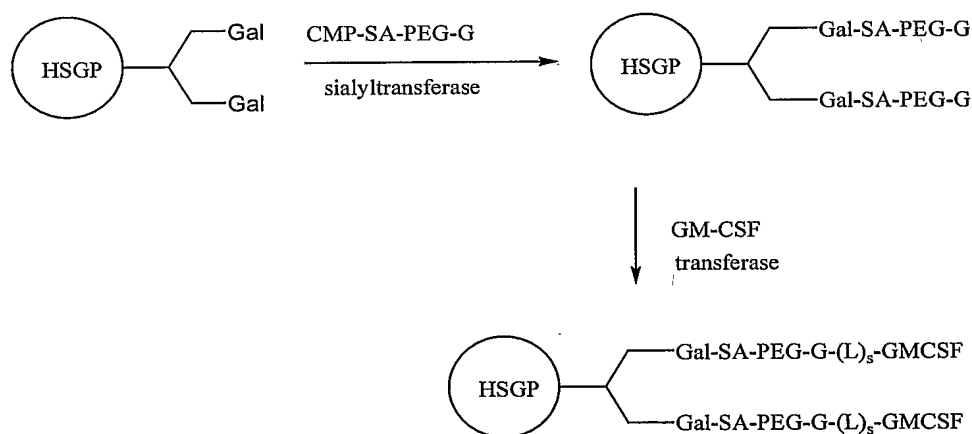 Gal
CMP-SA-PEG-G
Gal-SA-PEG-G
HSGP
HSGP
sialyltransferase
Gal
Gal-SA-PEG-G
GM-CSF
transferase
Gal-SA-PEG-G-(L)s-GMCSF
HSGP
Gal-SA-PEG-G-(L)s-GMCSF